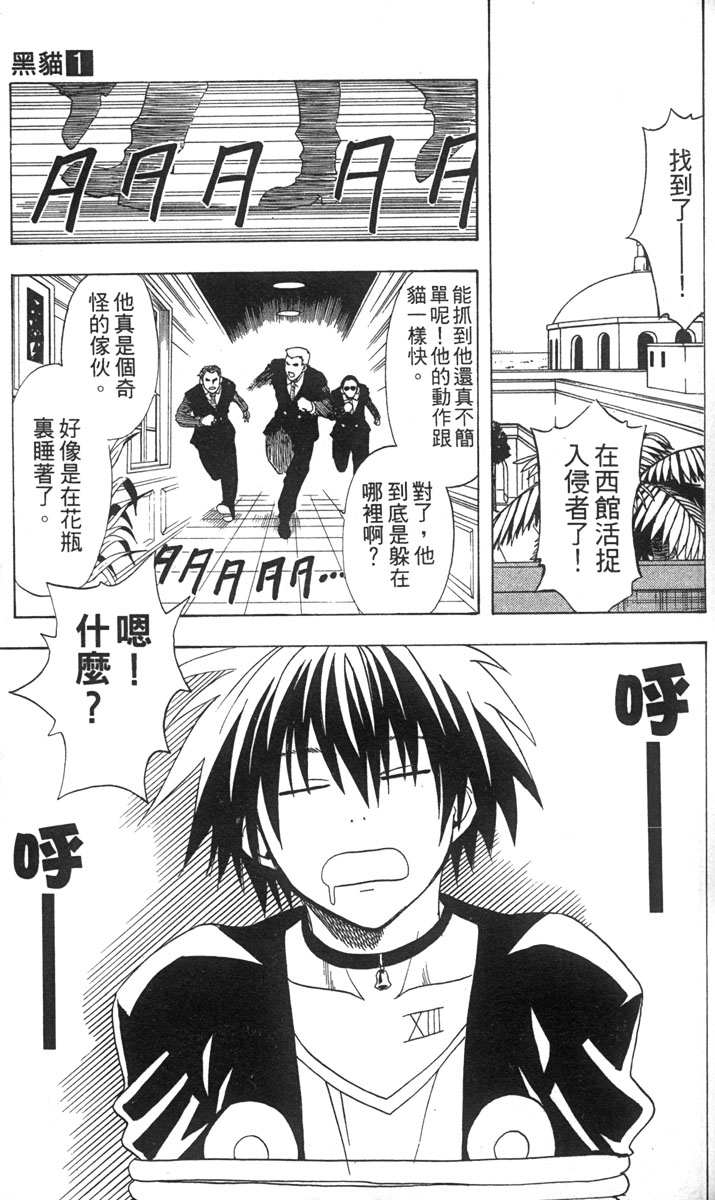 黑貓1
找到了——！
在西館活捉
入侵者了！
能抓到他還真不簡
單呢！他的動作跟
貓一樣快。
對了，他
到底是躲在
哪裡啊？
他真是個奇
怪的傢伙。
好像是在花瓶
裏睡著了。
嗯！
什麼？
呼——
呼——
XIII